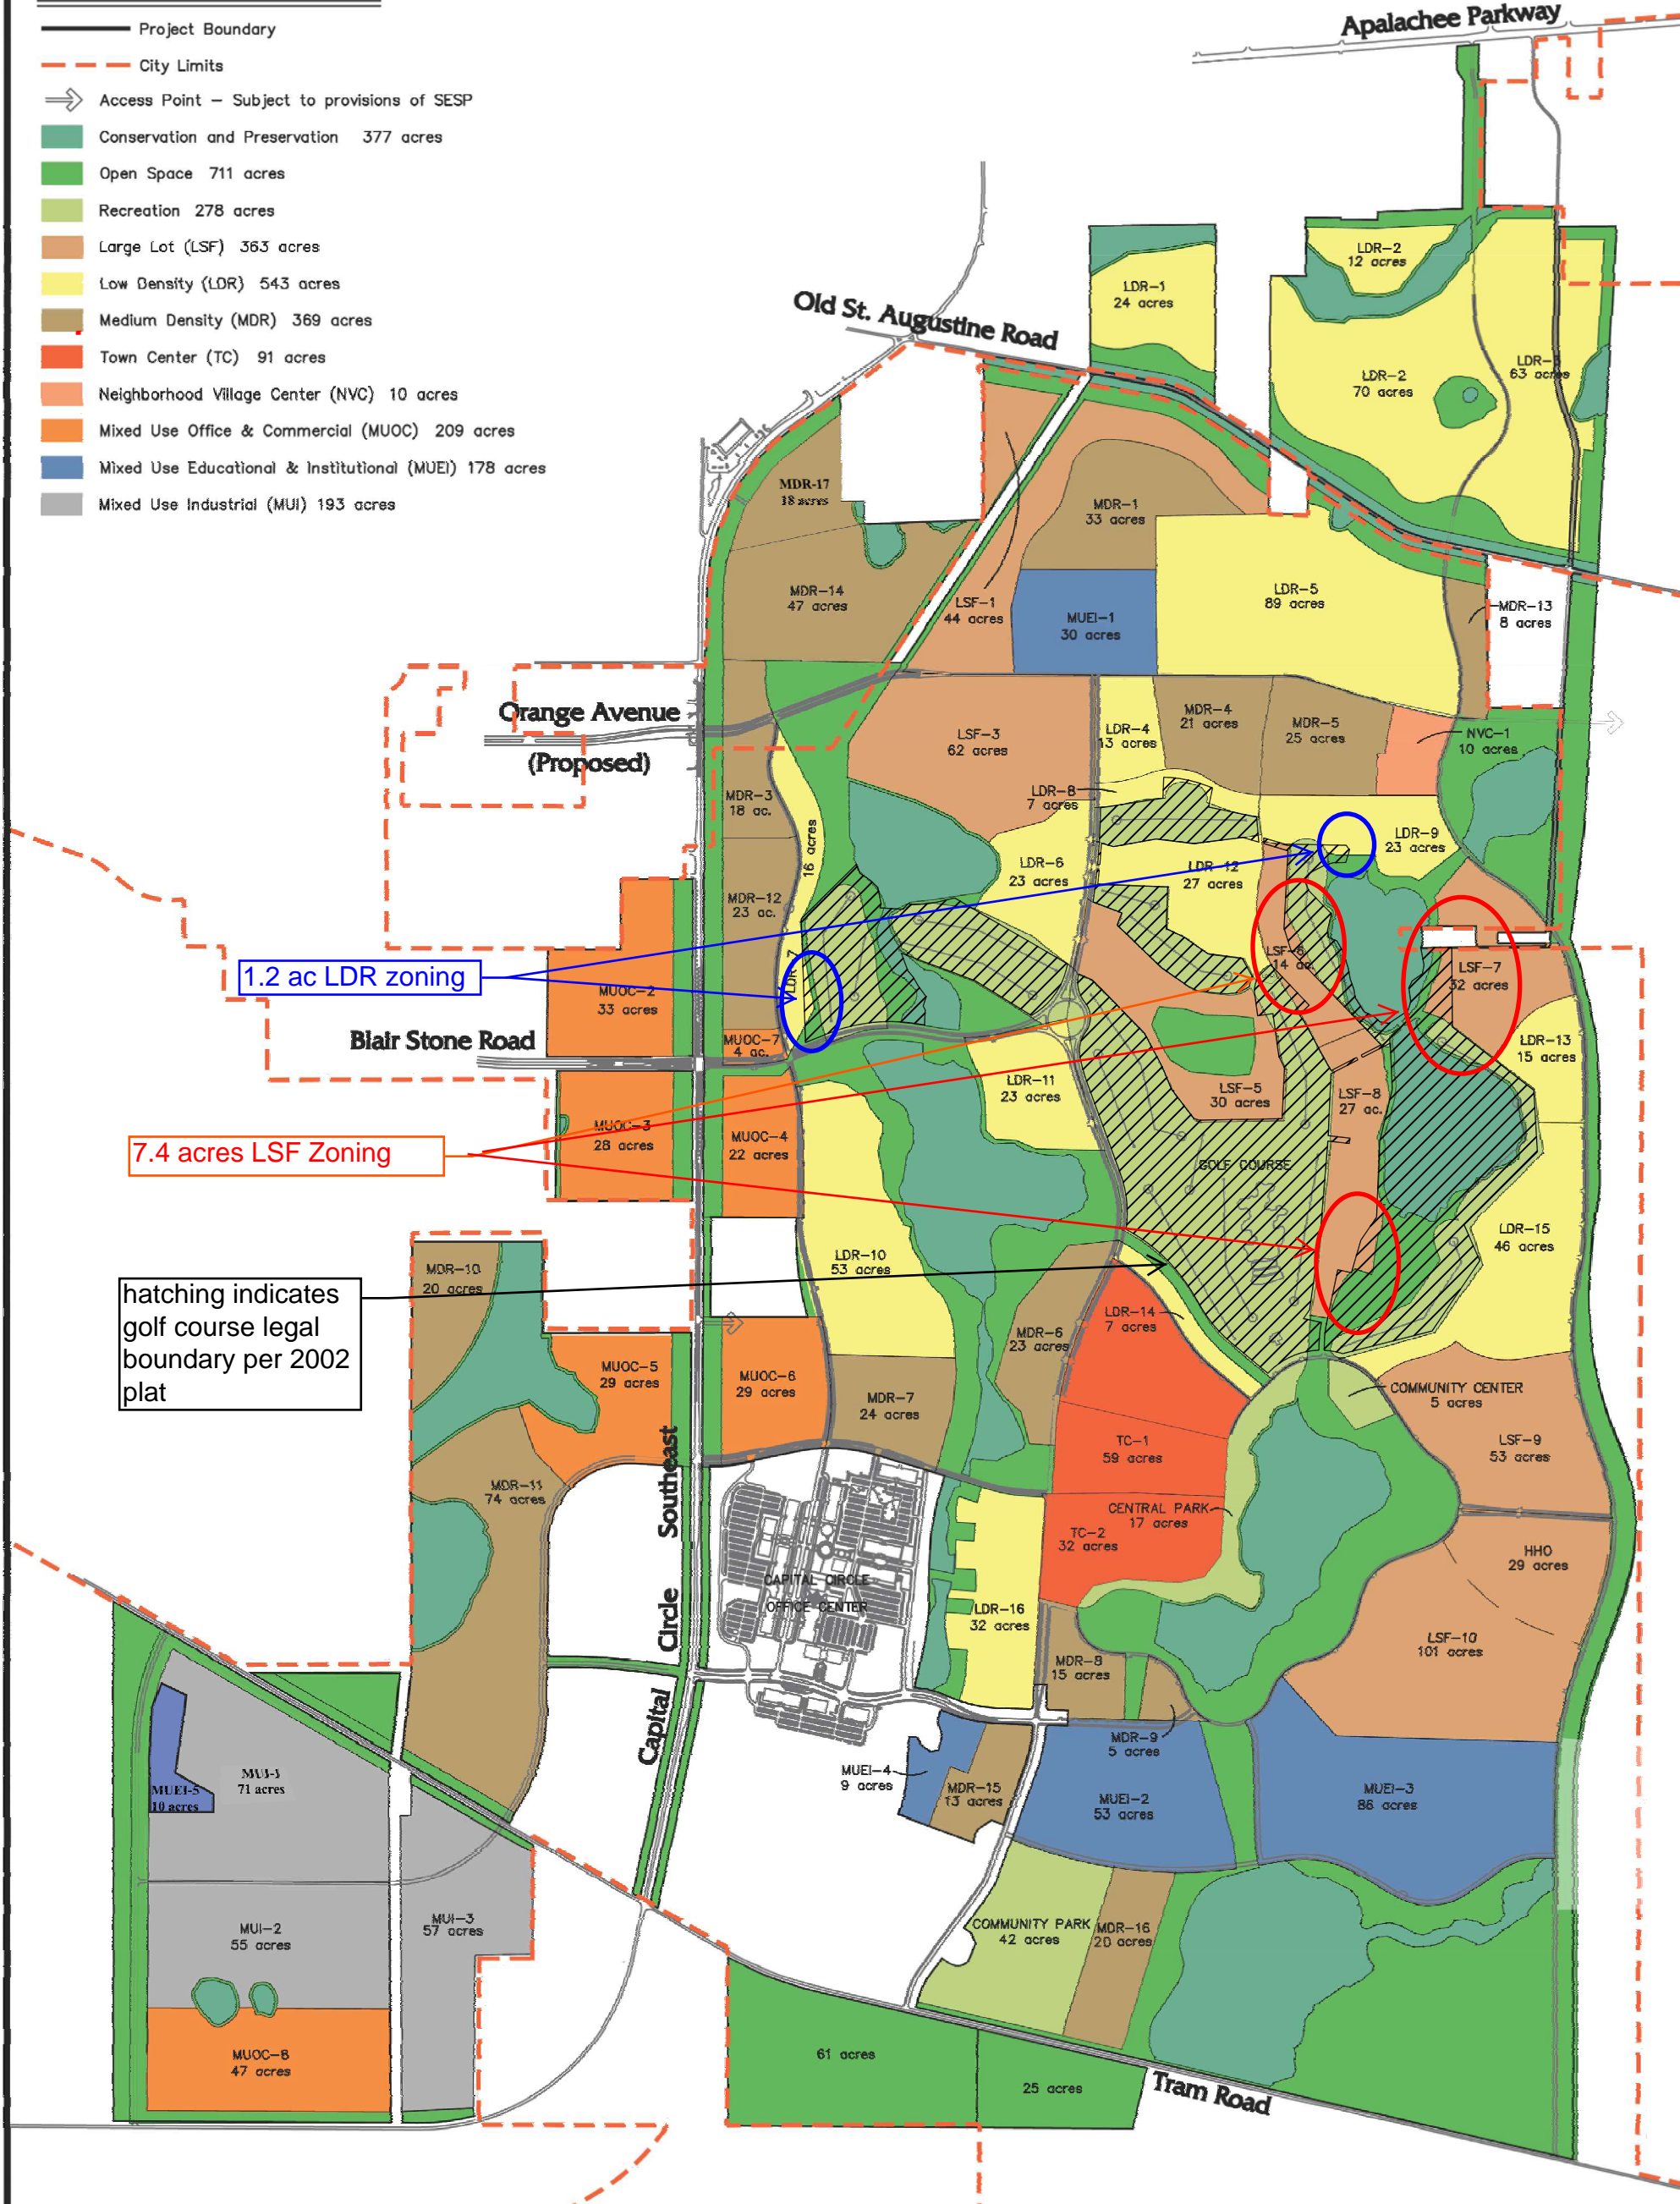 Project Boundary
City Limits
Access Point – Subject to provisions of SESP
Conservation and Preservation 377 acres
Open Space 711 acres
Recreation 278 acres
Large Lot (LSF) 363 acres
Low Density (LDR) 543 acres
Medium Density (MDR) 369 acres
Town Center (TC) 91 acres
Neighborhood Village Center (NVC) 10 acres
Mixed Use Office & Commercial (MUOC) 209 acres
Mixed Use Educational & Institutional (MUEI) 178 acres
Mixed Use Industrial (MUI) 193 acres
Apalachee Parkway
LDR-2
12 acres
LDR-1
24 acres
Old St. Augustine Road
LDR-2
70 acres
63 acres
MDR-17
18 acres
MDR-1
33 acres
MDR-14
47 acres
LSF-1
44 acres
MUEI-1
30 acres
LDR-5
89 acres
MDR-13
8 acres
Orange Avenue
(Proposed)
LSF-3
62 acres
LDR-4
13 acres
MDR-4
21 acres
MDR-5
25 acres
NVC-1
10 acres
MDR-3
18 ac.
LDR-8
7 acres
16 acres
LDR-9
23 acres
LDR-6
23 acres
LDR-12
27 acres
MDR-12
23 ac.
LDR-7
LSF-6
14 ac.
LSF-7
32 acres
1.2 ac LDR zoning
MUOC-2
33 acres
Blair Stone Road
MUOC-7
4 ac.
LDR-13
15 acres
LDR-11
23 acres
LSF-5
30 acres
LSF-8
27 ac.
MUOC-3
28 acres
MUOC-4
22 acres
7.4 acres LSF Zoning
GOLF COURSE
LDR-15
46 acres
LDR-10
53 acres
MDR-10
20 acres
hatching indicates
golf course legal
boundary per 2002
plat
LDR-14
7 acres
MDR-6
23 acres
MUOC-5
29 acres
MUOC-6
29 acres
MDR-7
24 acres
COMMUNITY CENTER
5 acres
TC-1
59 acres
LSF-9
53 acres
MDR-11
74 acres
Capital Circle Southeast
CENTRAL PARK
17 acres
TC-2
32 acres
HHO
29 acres
CAPITAL CIRCLE
OFFICE CENTER
LDR-16
32 acres
LSF-10
101 acres
MDR-8
15 acres
MDR-9
5 acres
MUEI-4
9 acres
MDR-15
13 acres
MUEI-2
53 acres
MUEI-3
86 acres
71 acres
MUEI-5
10 acres
MUI-2
55 acres
MUI-3
57 acres
COMMUNITY PARK
42 acres
MDR-16
20 acres
MUOC-8
47 acres
61 acres
25 acres
Tram Road